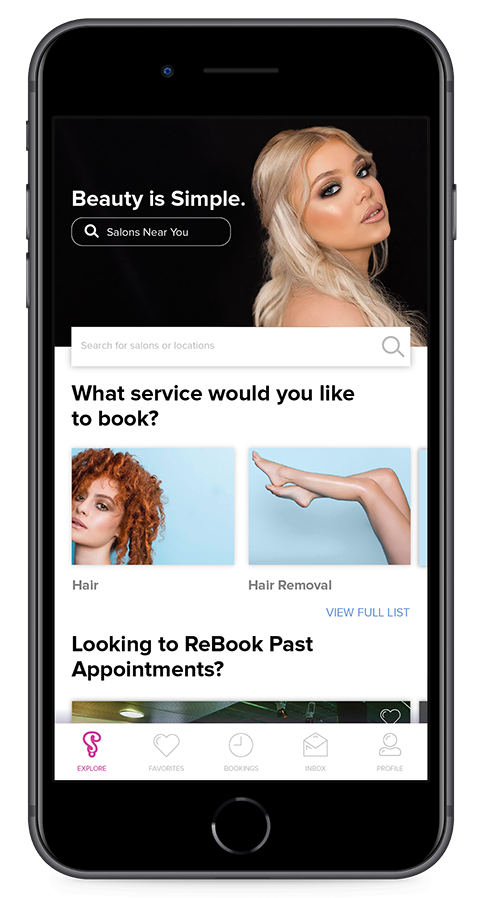 Beauty is Simple.
Salons Near You
Search for salons or locations
What service would you like
to book?
Hair
Hair Removal
VIEW FULL LIST
Looking to ReBook Past
Appointments?
EXPLORE
FAVORITES
BOOKINGS
INBOX
PROFILE